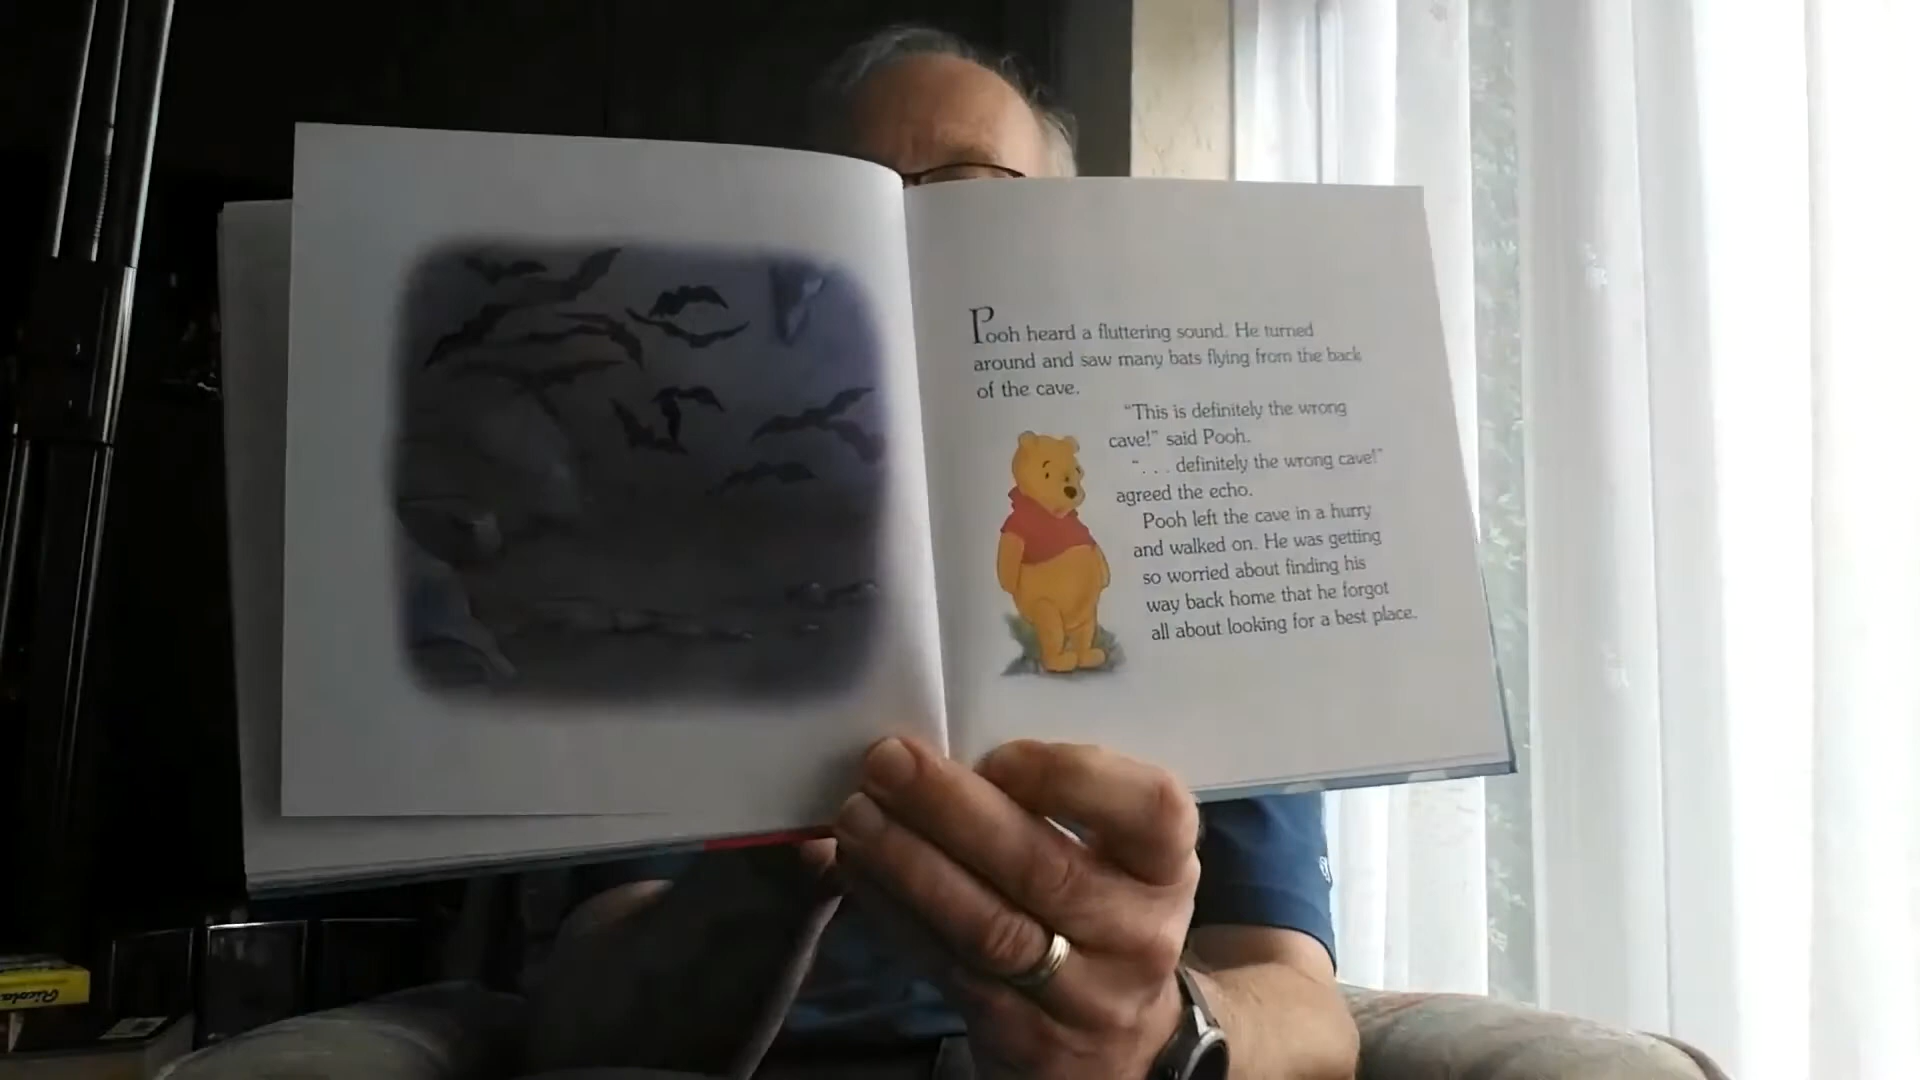 Pooh heard a fluttering sound. He turned
around and saw many bats flying from the back
of the cave.
"This is definitely the wrong
cave!" said Pooh.
". . . definitely the wrong cave!"
agreed the echo.
Pooh left the cave in a hurry
and walked on. He was getting
so worried about finding his
way back home that he forgot
all about looking for a best place.
Ricola